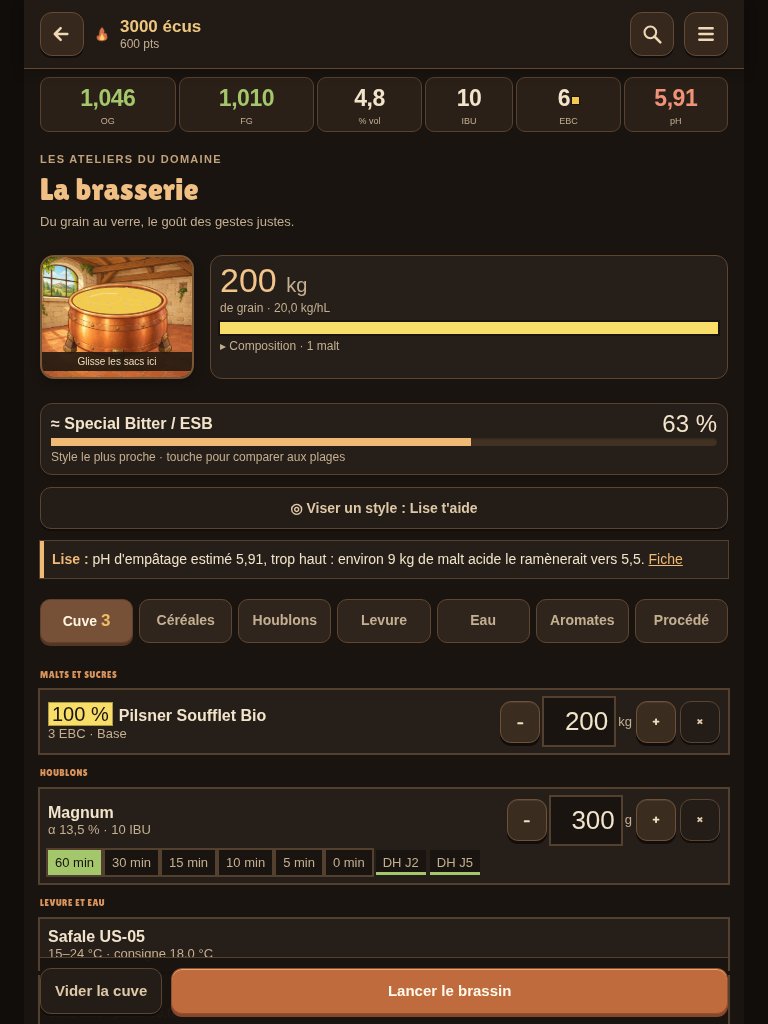 3000 écus
600 pts
1,046
OG
1,010
FG
4,8
% vol
10
IBU
6
EBC
5,91
pH
LES ATELIERS DU DOMAINE
La brasserie
Du grain au verre, le goût des gestes justes.
Glisse les sacs ici
200 kg
de grain · 20,0 kg/hL
▸ Composition · 1 malt
≈ Special Bitter / ESB
63 %
Style le plus proche · touche pour comparer aux plages
◎ Viser un style : Lise t'aide
Lise : pH d'empâtage estimé 5,91, trop haut : environ 9 kg de malt acide le ramènerait vers 5,5. Fiche
Cuve 3
Céréales
Houblons
Levure
Eau
Aromates
Procédé
MALTS ET SUCRES
100 % Pilsner Soufflet Bio
3 EBC · Base
- 200 kg + ×
HOUBLONS
Magnum
α 13,5 % · 10 IBU
- 300 g + ×
60 min
30 min
15 min
10 min
5 min
0 min
DH J2
DH J5
LEVURE ET EAU
Safale US-05
15–24 °C · consigne 18,0 °C
Vider la cuve
Lancer le brassin